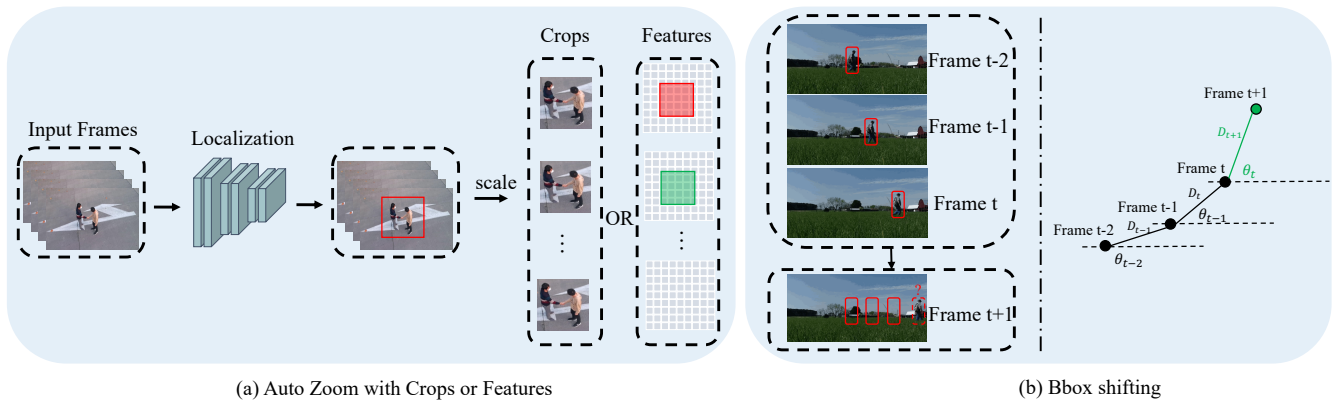 Input Frames
Localization
scale
Crops
⋮
OR
Features
⋮
(a) Auto Zoom with Crops or Features
Frame t-2
Frame t-1
Frame t
?
Frame t+1
Frame t+1
D_{t+1}
θ_t
Frame t
D_t
θ_{t-1}
Frame t-1
D_{t-1}
Frame t-2
θ_{t-2}
(b) Bbox shifting